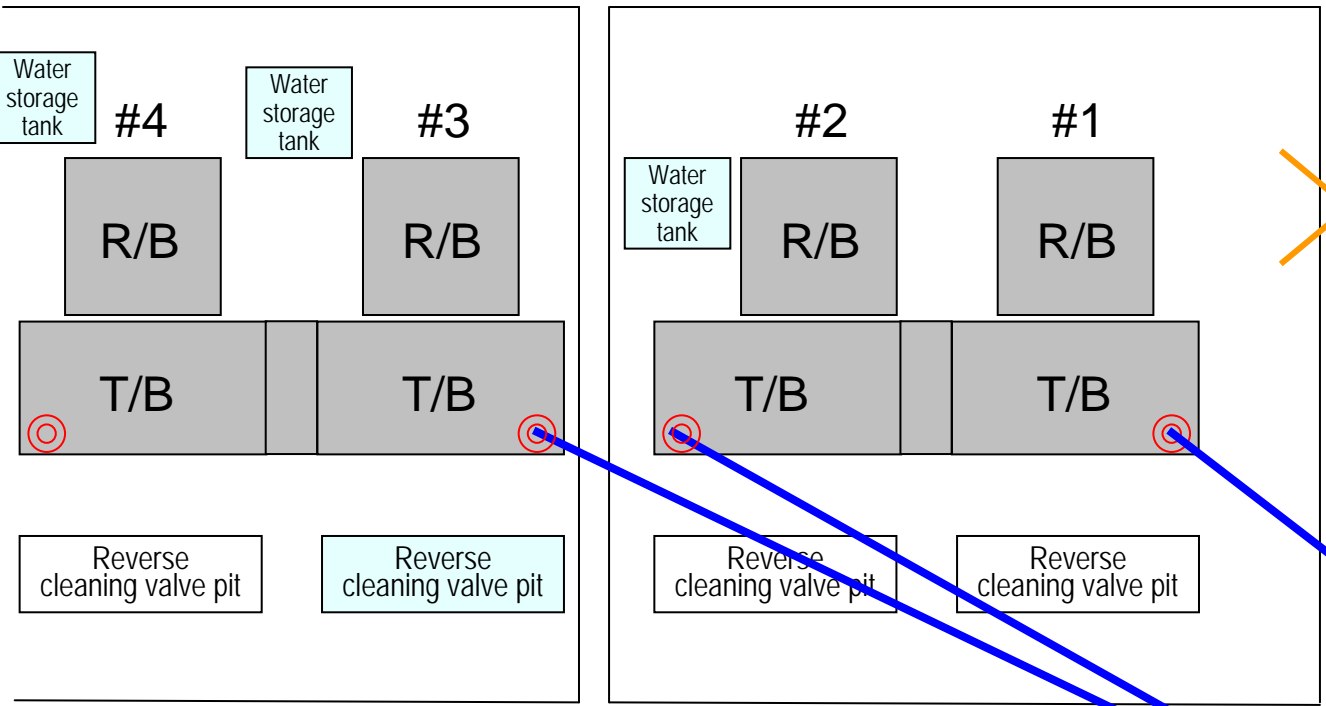 Water
storage
tank
#4
Water
storage
tank
#3
Water
storage
tank
#2
#1
R/B
R/B
R/B
R/B
T/B
T/B
T/B
T/B
Reverse
cleaning valve pit
Reverse
cleaning valve pit
Reverse
cleaning valve pit
Reverse
cleaning valve pit